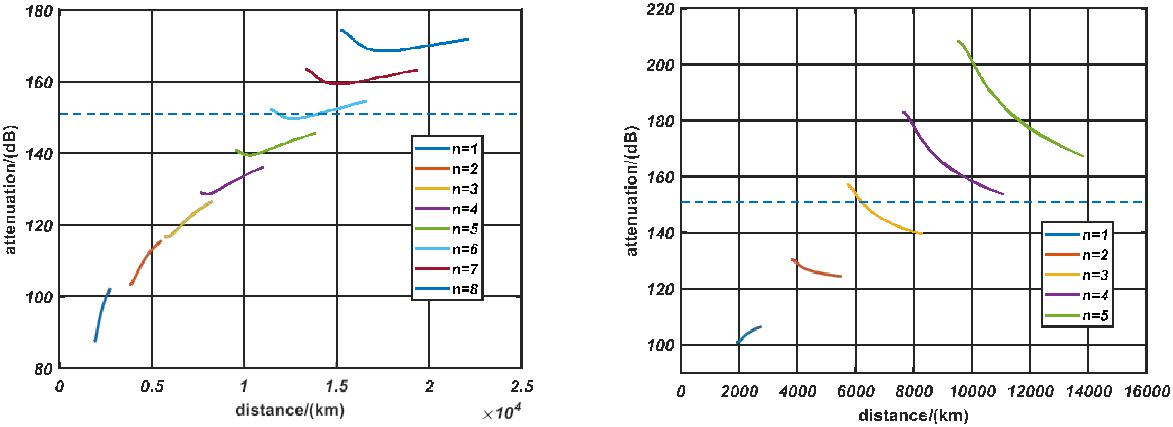 180
160
140
120
100
80
attenuation/(dB)
0
0.5
1
1.5
2
2.5
distance/(km)
×10⁴
n=1
n=2
n=3
n=4
n=5
n=6
n=7
n=8
220
200
180
160
140
120
100
attenuation/(dB)
0
2000
4000
6000
8000
10000
12000
14000
16000
distance/(km)
n=1
n=2
n=3
n=4
n=5